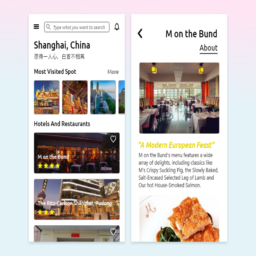 Type what you want to search
Shanghai, China
Most Visited Spot
More
Hotels And Restaurants
M on the Bund
The Ritz-Carlton Shanghai, Pudong
M on the Bund
About
"A Modern European Feast"
M on the Bund's menu features a wide
array of delights, including classics like
M's Crispy Suckling Pig, the Slowly Baked,
Salt-Encased Selected Leg of Lamb and
Our hot House-Smoked Salmon.